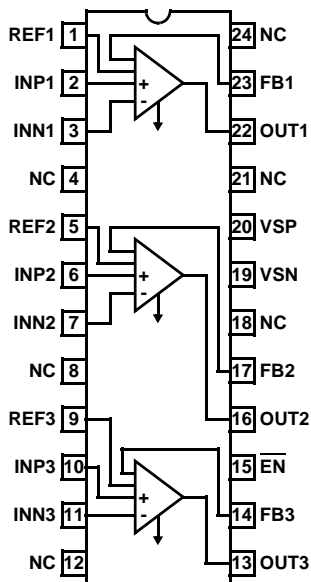 REF1 1 24 NC
INP1 2 + 23 FB1
INN1 3 - 22 OUT1
NC 4 21 NC
REF2 5 20 VSP
INP2 6 + 19 VSN
INN2 7 - 18 NC
NC 8 17 FB2
REF3 9 16 OUT2
INP3 10 15 EN
INN3 11 + - 14 FB3
NC 12 13 OUT3